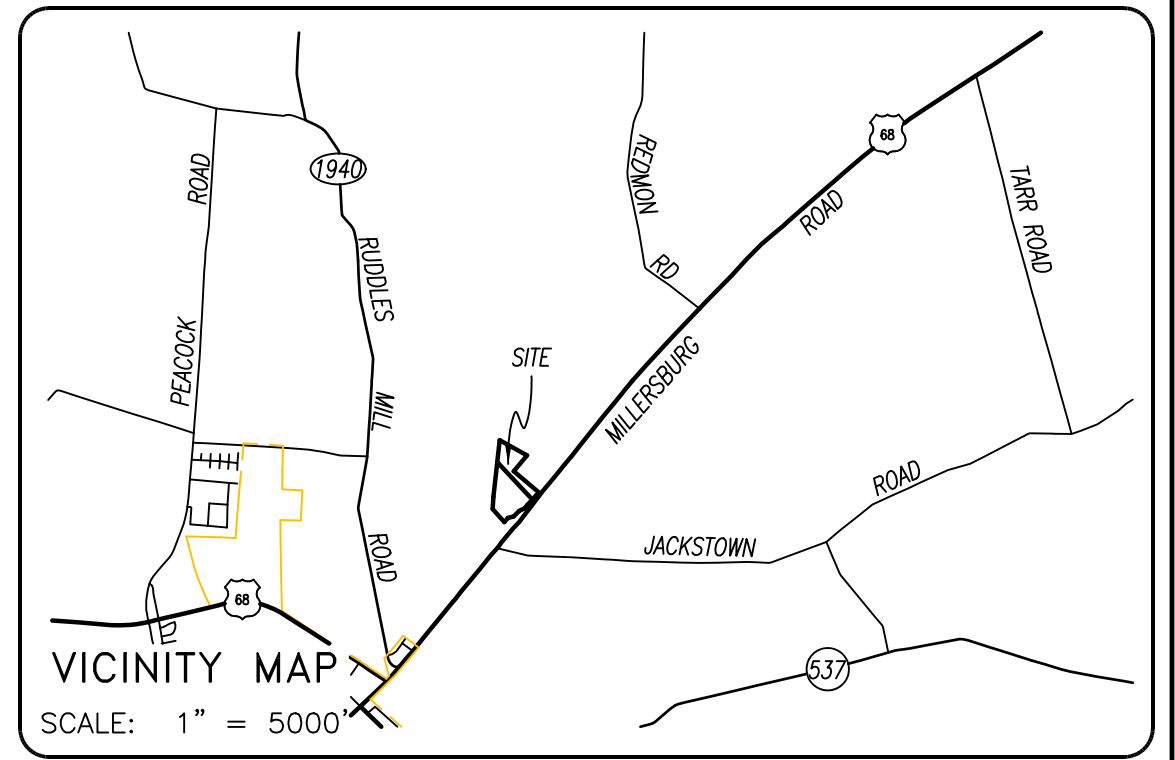 68
ROAD
1940
REDMON
TARR ROAD
ROAD
RUDDLES
RD
PEACOCK
SITE
MILLERSBURG
MILL
ROAD
JACKSTOWN
ROAD
68
537
VICINITY MAP
SCALE: 1" = 5000'